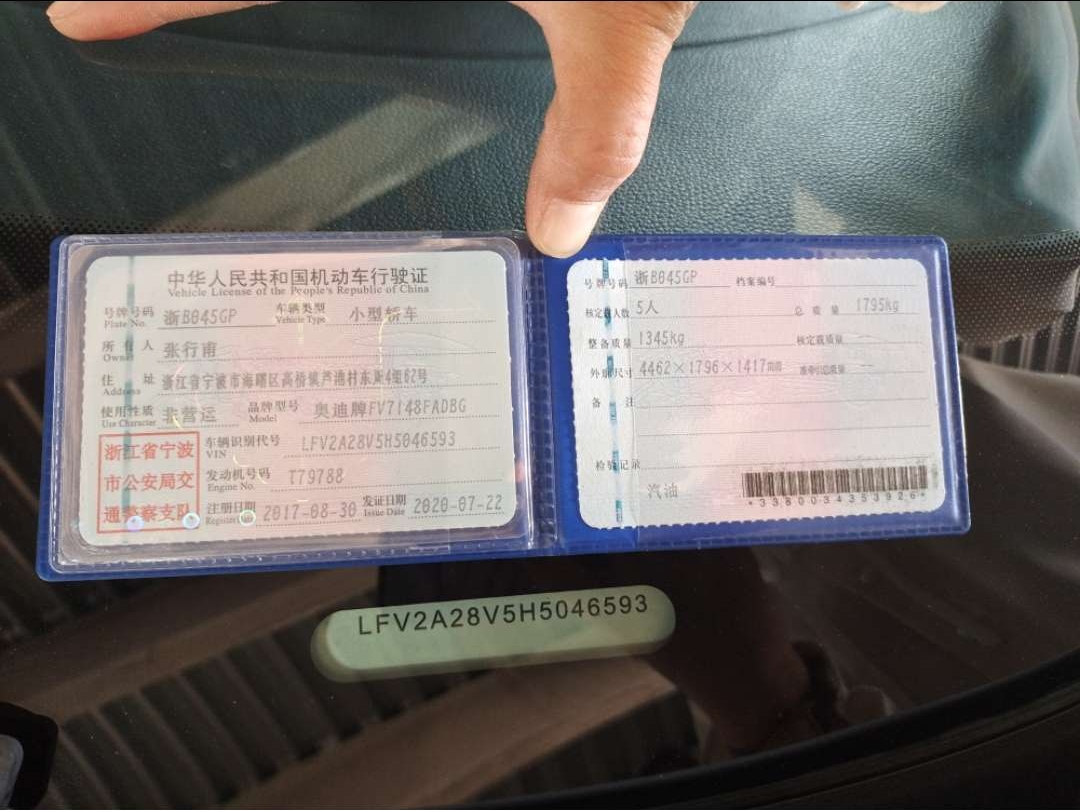 中华人民共和国机动车行驶证
Vehicle License of the People's Republic of China
号牌号码 浙B045GP 车辆类型 小型轿车
Plate No. Vehicle Type
所有人 张行甫
Owner
住址 浙江省宁波市海曙区高桥镇芦港村东斯4组62号
Address
使用性质 非营运 品牌型号 奥迪牌FV7148FADBG
Use Character Model
浙江省宁波
市公安局交
通警察支队
车辆识别代号 LFV2A28V5H5046593
VIN
发动机号码 T79788
Engine No.
注册日期 2017-08-30 发证日期 2020-07-22
Register Issue Date
号牌号码 浙B045GP 档案编号
核定载人数 5人 总质量 1795kg
整备质量 1345kg 核定载质量 --
外廓尺寸 4462×1796×1417mm 准牵引总质量 --
备注
检验记录
汽油
*3380034353926*
LFV2A28V5H5046593